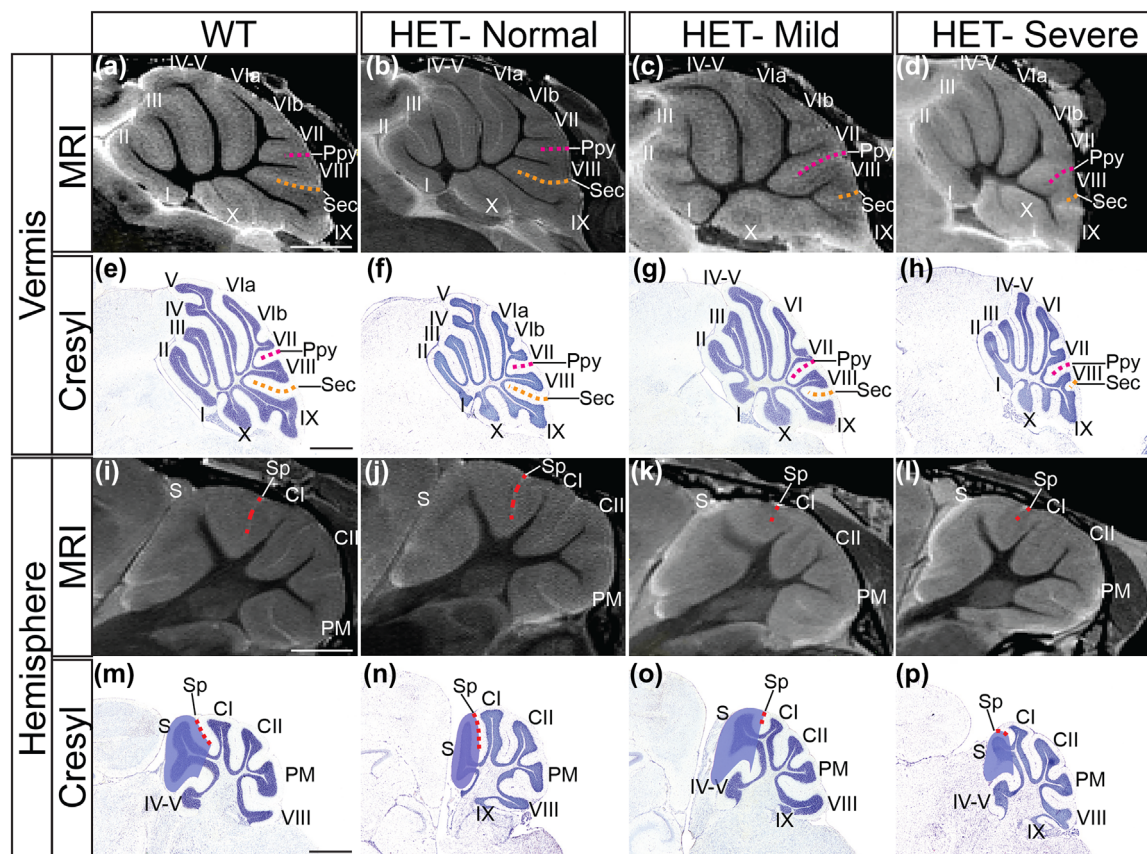 WT
HET- Normal
HET- Mild
HET- Severe
Vermis
MRI
(a)
IV-V
VIa
III
VIb
II
VII
Ppy
VIII
Sec
I
X
IX
(b)
IV-V
VIa
III
VIb
II
VII
Ppy
VIII
Sec
I
X
IX
(c)
IV-V
VIa
III
VIb
II
VII
Ppy
VIII
Sec
I
X
IX
(d)
IV-V
VIa
III
VIb
II
VII
Ppy
VIII
Sec
I
X
IX
Cresyl
(e)
V
VIa
IV
VIb
III
VII
II
Ppy
VIII
Sec
I
X
IX
(f)
V
VIa
IV
VIb
III
VII
II
Ppy
VIII
Sec
I
X
IX
(g)
IV-V
VI
III
VII
II
Ppy
VIII
Sec
I
X
IX
(h)
IV-V
VI
III
II
VII
Ppy
VIII
Sec
I
X
IX
Hemisphere
MRI
(i)
Sp
S
CI
CII
PM
(j)
Sp
S
CI
CII
PM
(k)
Sp
S
CI
CII
PM
(l)
Sp
S
CI
CII
PM
Cresyl
(m)
Sp
CI
S
CII
PM
IV-V
VIII
(n)
Sp
CI
CII
S
PM
IX
VIII
(o)
Sp
S
CI
CII
PM
IV-V
VIII
IX
(p)
Sp
CI
S
CII
PM
IV-V
VIII
IX